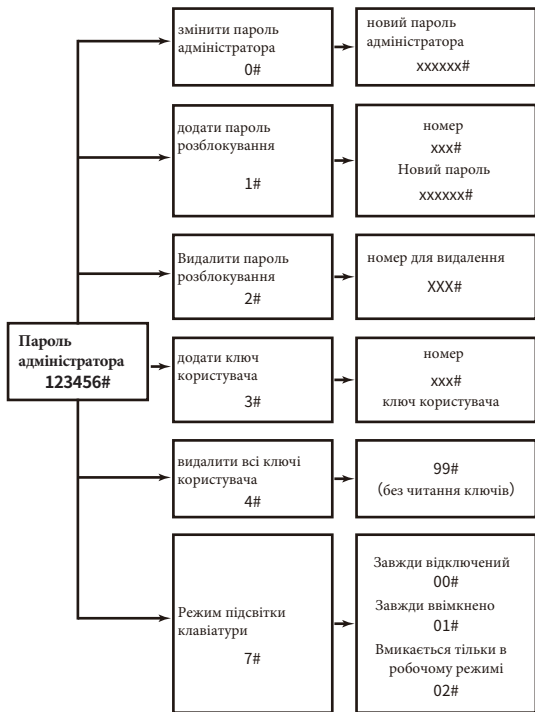 змінити пароль
адміністратора
0#
новий пароль
адміністратора
xxxxxx#
додати пароль
розблокування
1#
номер
xxx#
Новий пароль
xxxxxx#
Видалити пароль
розблокування
2#
номер для видалення
XXX#
Пароль
адміністратора
123456#
додати ключ
користувача
3#
номер
xxx#
ключ користувача
видалити всі ключі
користувача
4#
99#
(без читання ключів)
Режим підсвітки
клавіатури
7#
Завжди відключений
00#
Завжди ввімкнено
01#
Вмикається тільки в
робочому режимі
02#